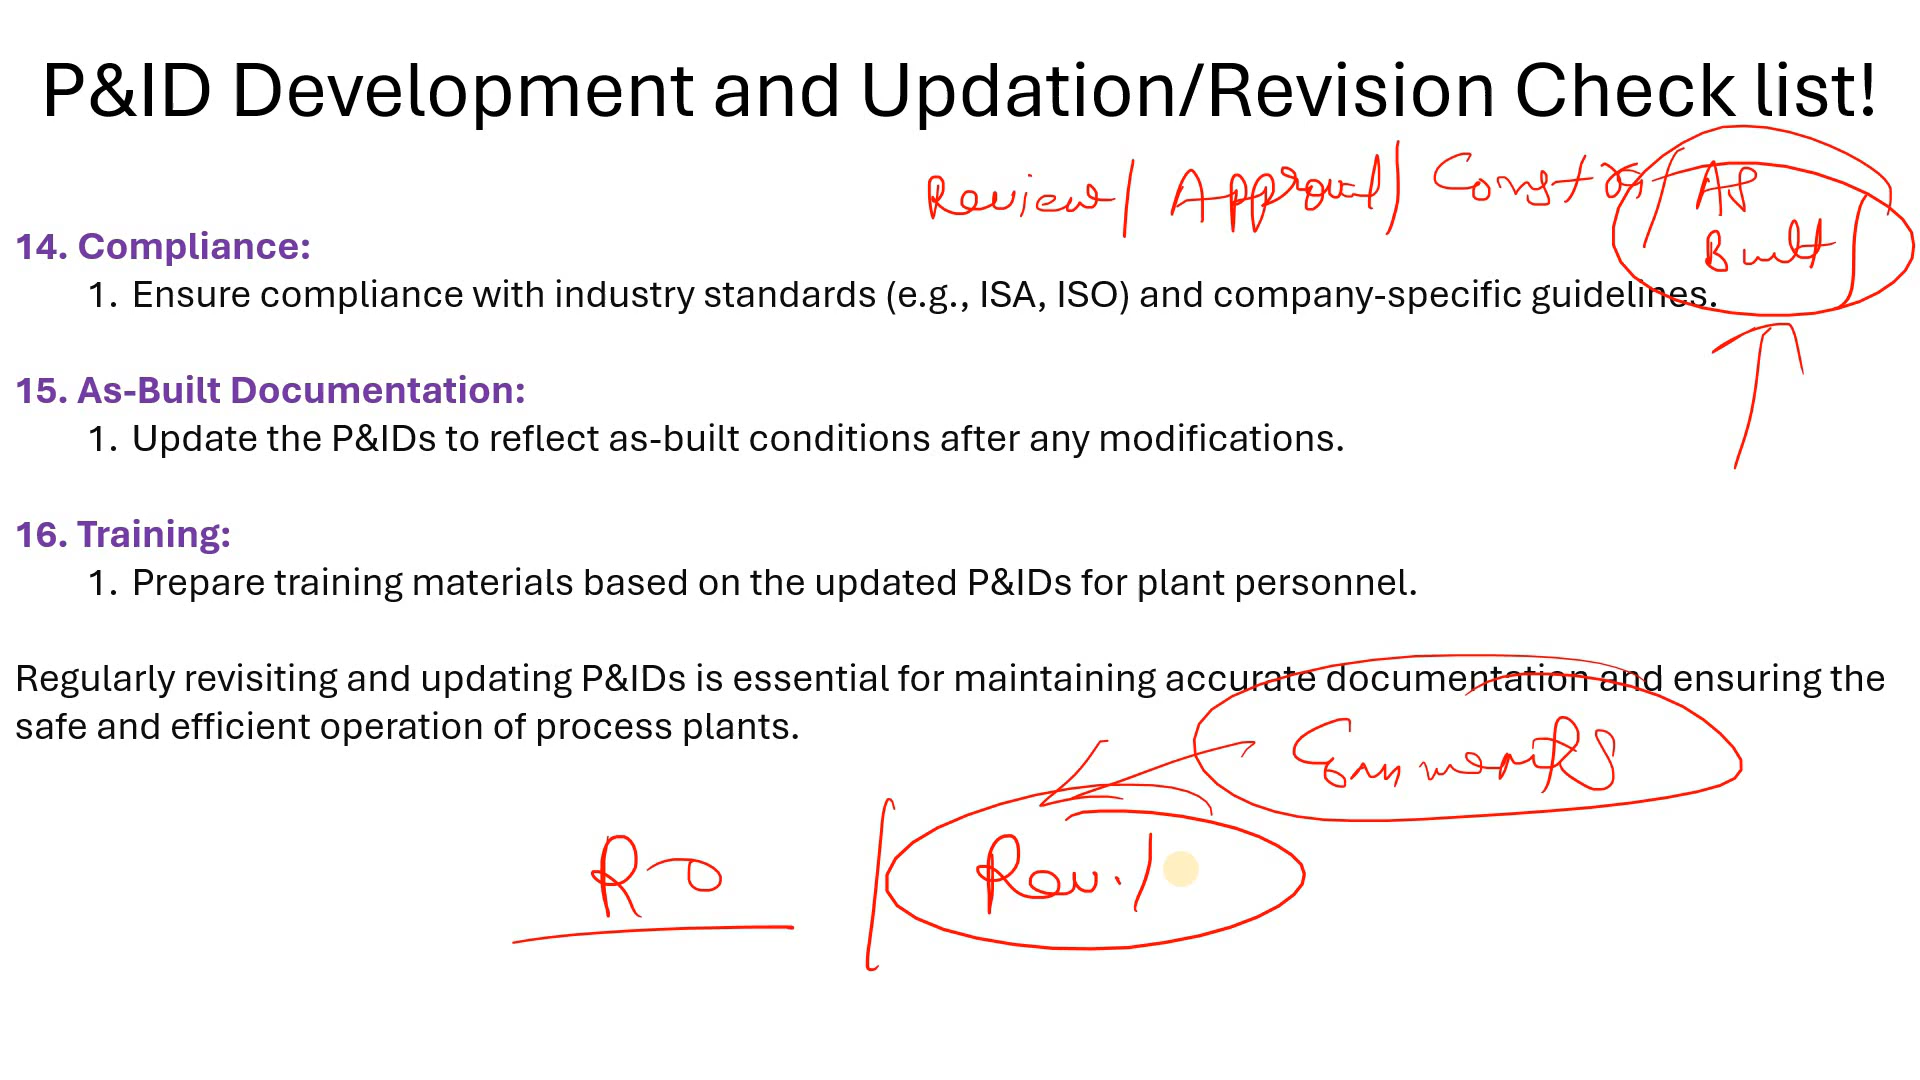 P&ID Development and Updation/Revision Check list!
Review/ Approval/ Constrn/ As
Built
14. Compliance:
1. Ensure compliance with industry standards (e.g., ISA, ISO) and company-specific guidelines.
15. As-Built Documentation:
1. Update the P&IDs to reflect as-built conditions after any modifications.
16. Training:
1. Prepare training materials based on the updated P&IDs for plant personnel.
Regularly revisiting and updating P&IDs is essential for maintaining accurate documentation and ensuring the
safe and efficient operation of process plants.
Comments
R-0
Rev.1